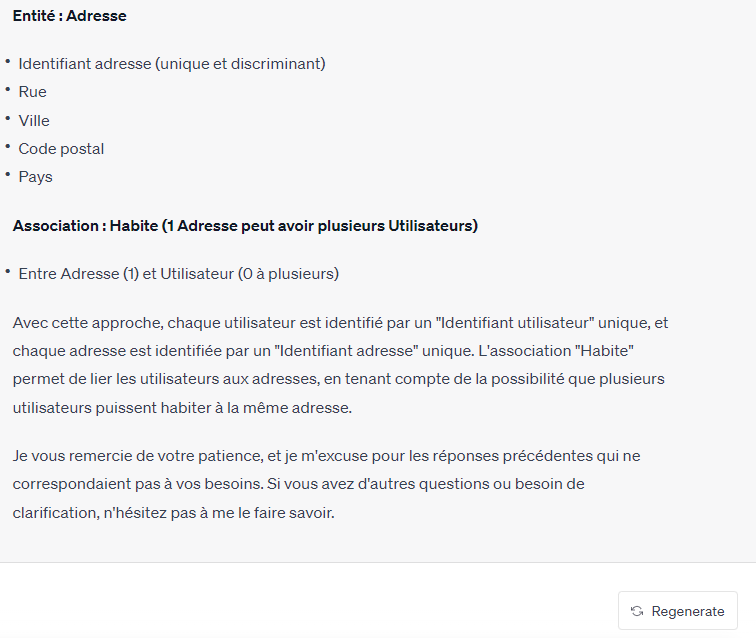 Entité : Adresse
• Identifiant adresse (unique et discriminant)
• Rue
• Ville
• Code postal
• Pays
Association : Habite (1 Adresse peut avoir plusieurs Utilisateurs)
• Entre Adresse (1) et Utilisateur (0 à plusieurs)
Avec cette approche, chaque utilisateur est identifié par un "Identifiant utilisateur" unique, et
chaque adresse est identifiée par un "Identifiant adresse" unique. L'association "Habite"
permet de lier les utilisateurs aux adresses, en tenant compte de la possibilité que plusieurs
utilisateurs puissent habiter à la même adresse.
Je vous remercie de votre patience, et je m'excuse pour les réponses précédentes qui ne
correspondaient pas à vos besoins. Si vous avez d'autres questions ou besoin de
clarification, n'hésitez pas à me le faire savoir.
Regenerate